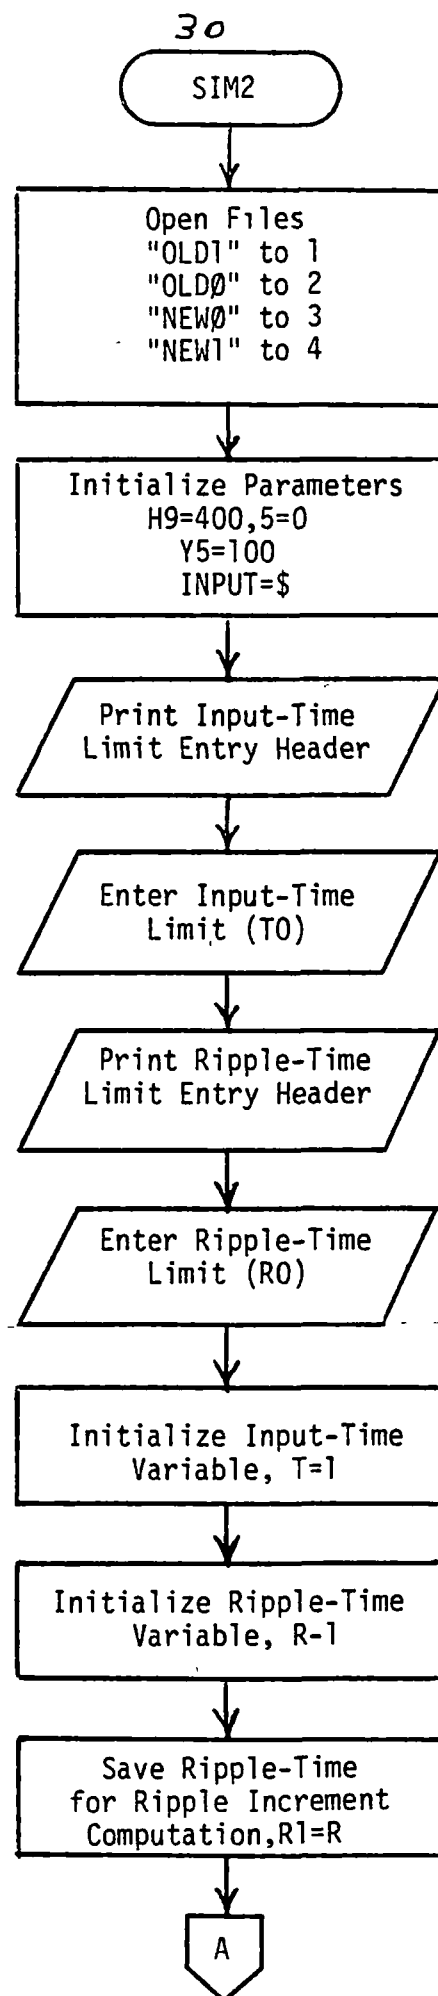 30
SIM2
Open Files
"OLD1" to 1
"OLDØ" to 2
"NEWØ" to 3
"NEW1" to 4
Initialize Parameters
H9=400,5=0
Y5=100
INPUT=$
Print Input-Time
Limit Entry Header
Enter Input-Time
Limit (TO)
Print Ripple-Time
Limit Entry Header
Enter Ripple-Time
Limit (RO)
Initialize Input-Time
Variable, T=1
Initialize Ripple-Time
Variable, R-1
Save Ripple-Time
for Ripple Increment
Computation,R1=R
A